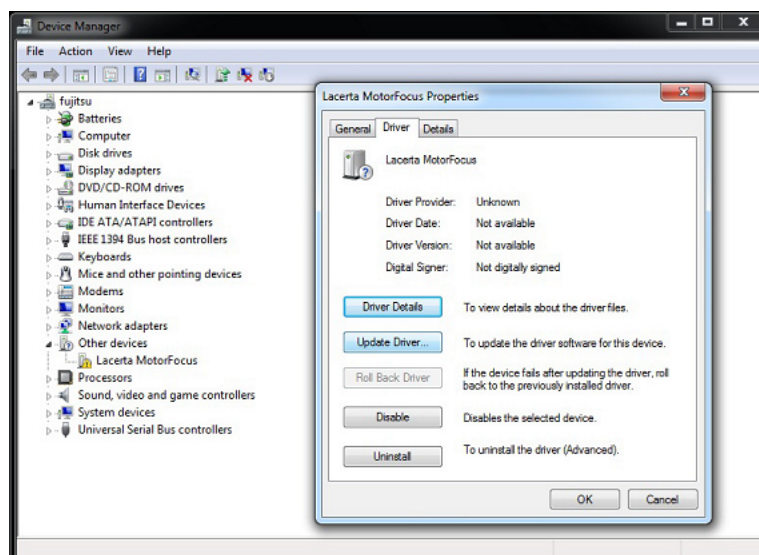 Device Manager
File Action View Help
fujitsu
Batteries
Computer
Disk drives
Display adapters
DVD/CD-ROM drives
Human Interface Devices
IDE ATA/ATAPI controllers
IEEE 1394 Bus host controllers
Keyboards
Mice and other pointing devices
Modems
Monitors
Network adapters
Other devices
Lacerta MotorFocus
Processors
Sound, video and game controllers
System devices
Universal Serial Bus controllers
Lacerta MotorFocus Properties
General Driver Details
Lacerta MotorFocus
Driver Provider: Unknown
Driver Date: Not available
Driver Version: Not available
Digital Signer: Not digitally signed
Driver Details To view details about the driver files.
Update Driver... To update the driver software for this device.
Roll Back Driver If the device fails after updating the driver, roll
back to the previously installed driver.
Disable Disables the selected device.
Uninstall To uninstall the driver (Advanced).
OK Cancel